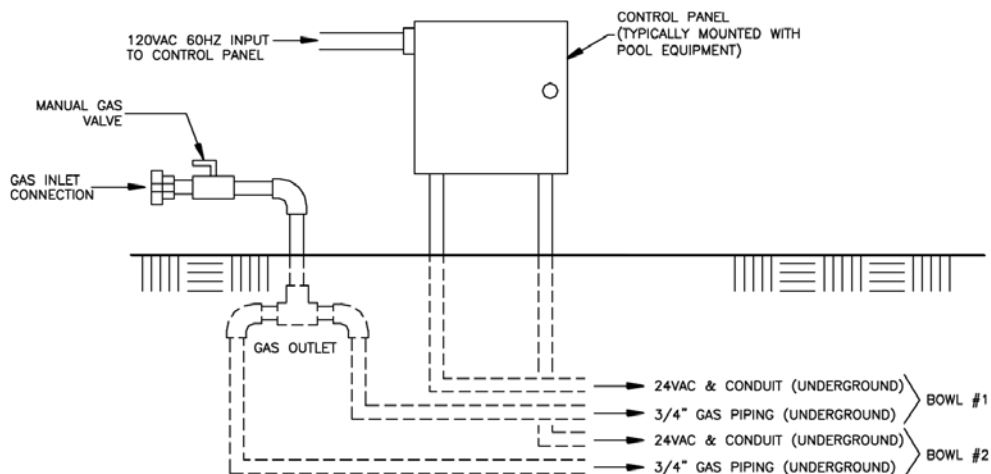 CONTROL PANEL
(TYPICALLY MOUNTED WITH
POOL EQUIPMENT)
120VAC 60HZ INPUT
TO CONTROL PANEL
MANUAL GAS
VALVE
GAS INLET
CONNECTION
GAS OUTLET
24VAC & CONDUIT (UNDERGROUND)
3/4" GAS PIPING (UNDERGROUND)
BOWL #1
24VAC & CONDUIT (UNDERGROUND)
3/4" GAS PIPING (UNDERGROUND)
BOWL #2